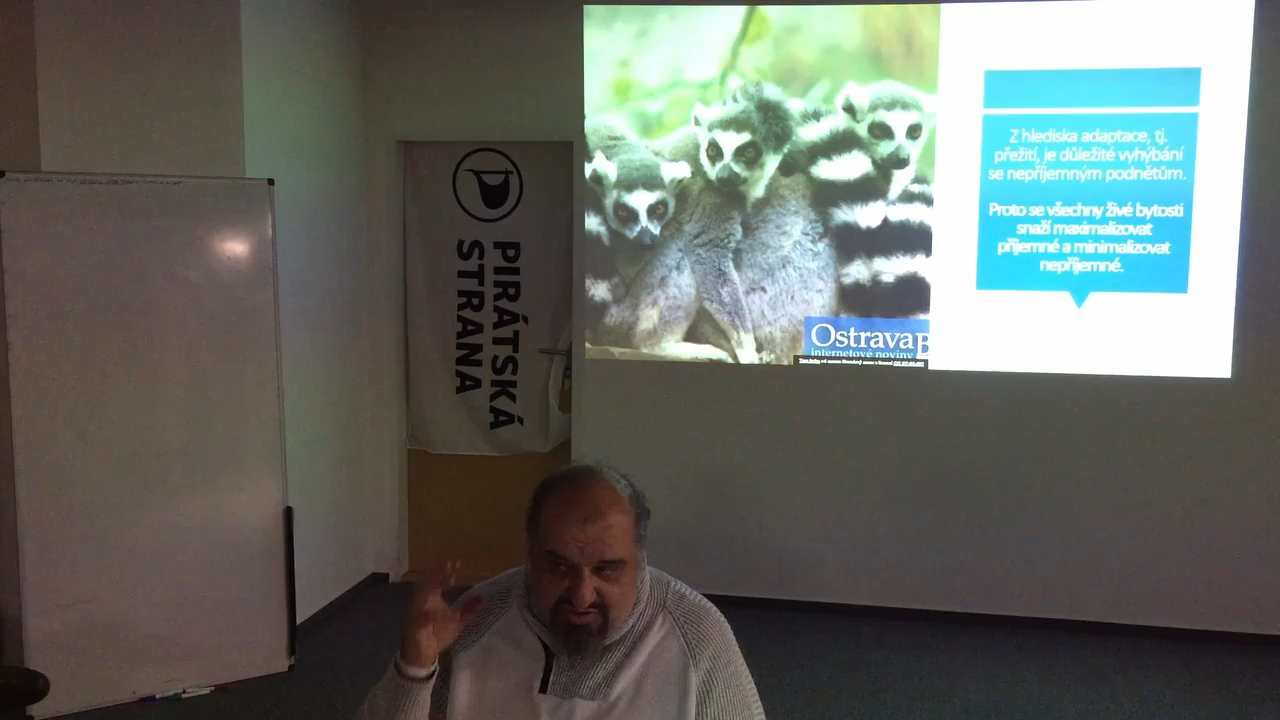 PIRÁTSKÁ
STRANA
Z hlediska adaptace, tj.
přežití, je důležité vyhýbání
se nepříjemným podnětům.
Proto se všechny živé bytosti
snaží maximalizovat
příjemné a minimalizovat
nepříjemné.
OstravaB
internetové noviny